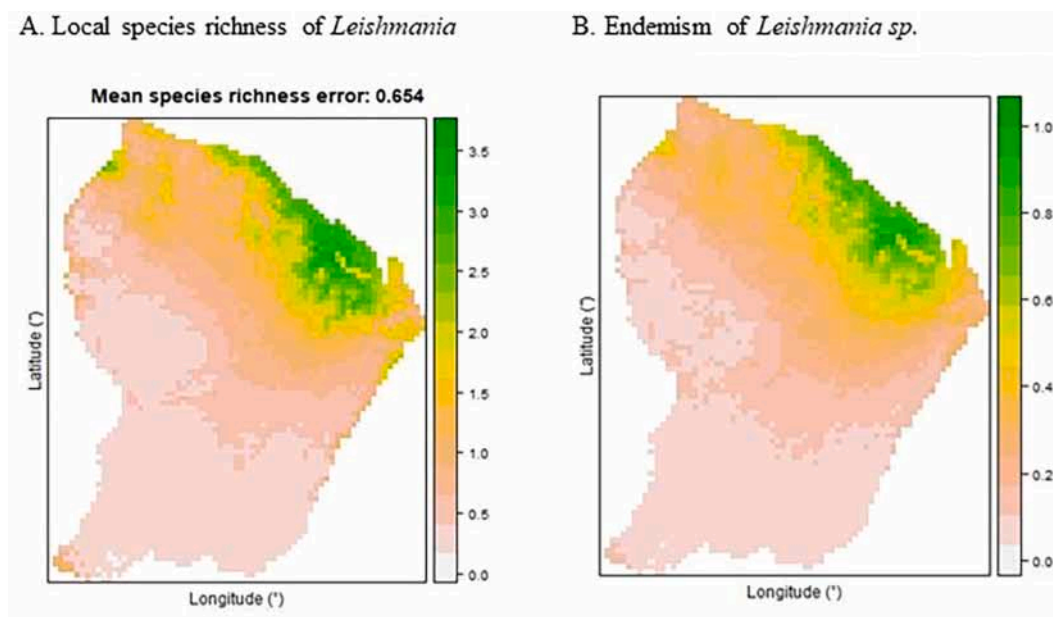 A. Local species richness of Leishmania
B. Endemism of Leishmania sp.
Mean species richness error: 0.654
Latitude (°)
3.5
3.0
2.5
2.0
1.5
1.0
0.5
0.0
Longitude (°)
Latitude (°)
1.0
0.8
0.6
0.4
0.2
0.0
Longitude (°)